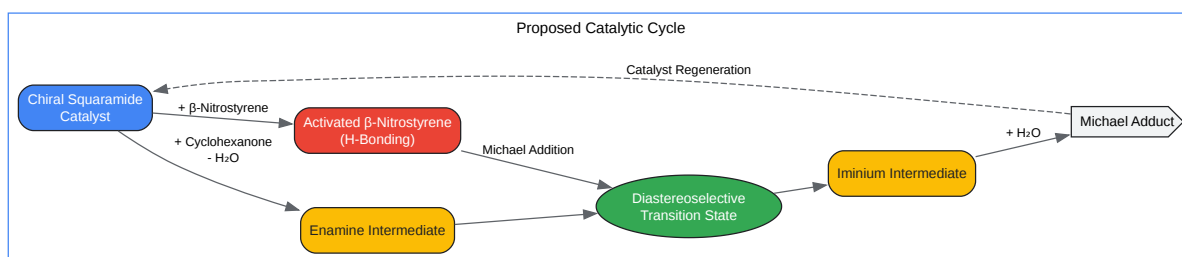 Proposed Catalytic Cycle
Catalyst Regeneration
Chiral Squaramide
Catalyst
+ β-Nitrostyrene
Activated β-Nitrostyrene
(H-Bonding)
Michael Adduct
+ H₂O
+ Cyclohexanone
- H₂O
Michael Addition
Iminium Intermediate
Diastereoselective
Transition State
Enamine Intermediate